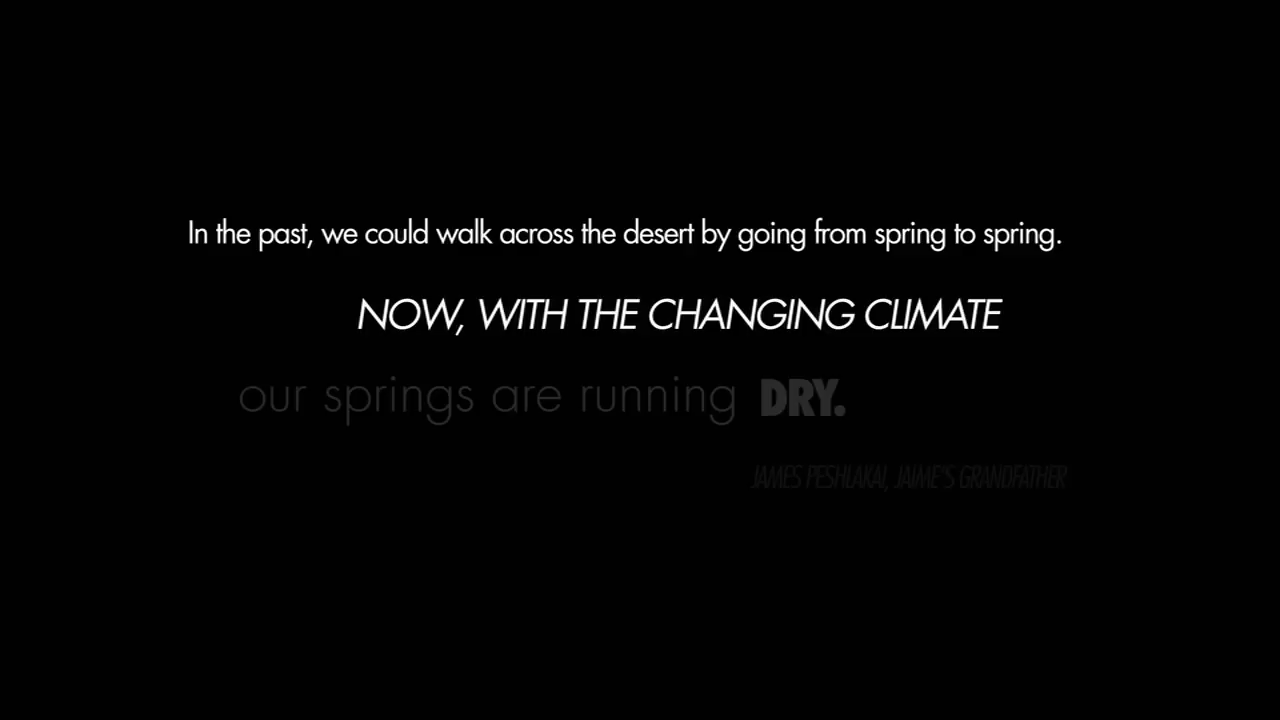 In the past, we could walk across the desert by going from spring to spring.
NOW, WITH THE CHANGING CLIMATE
our springs are running DRY.
JAMES PESHLAKAI, JAIME"S GRANDFATHER